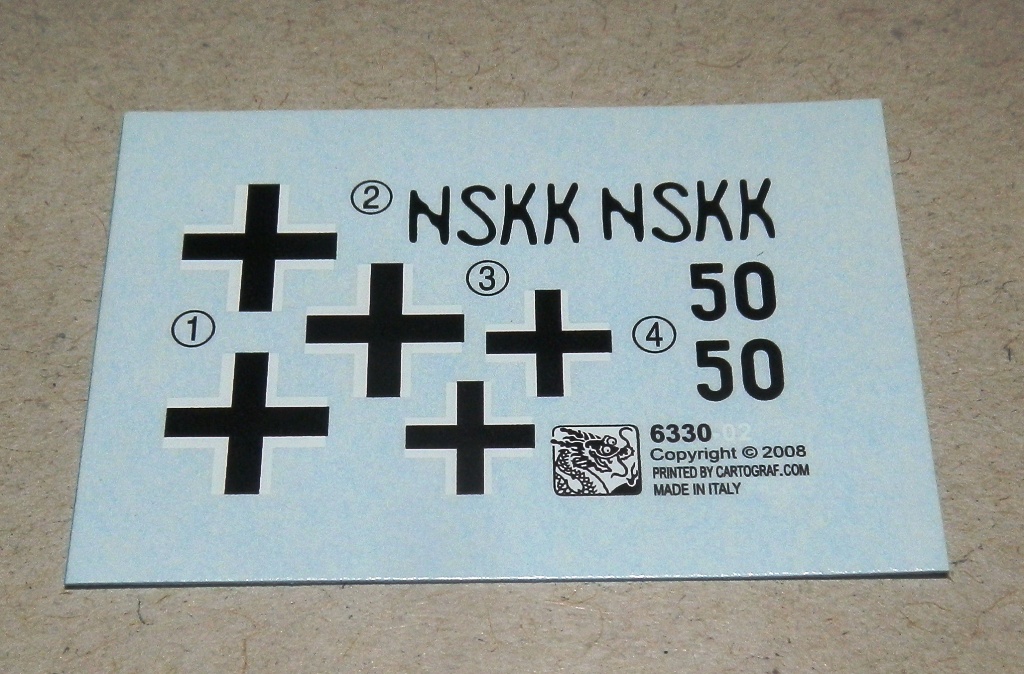 ② NSKK NSKK
③
50
①
④
50
6330-02
Copyright © 2008
PRINTED BY CARTOGRAF.COM
MADE IN ITALY